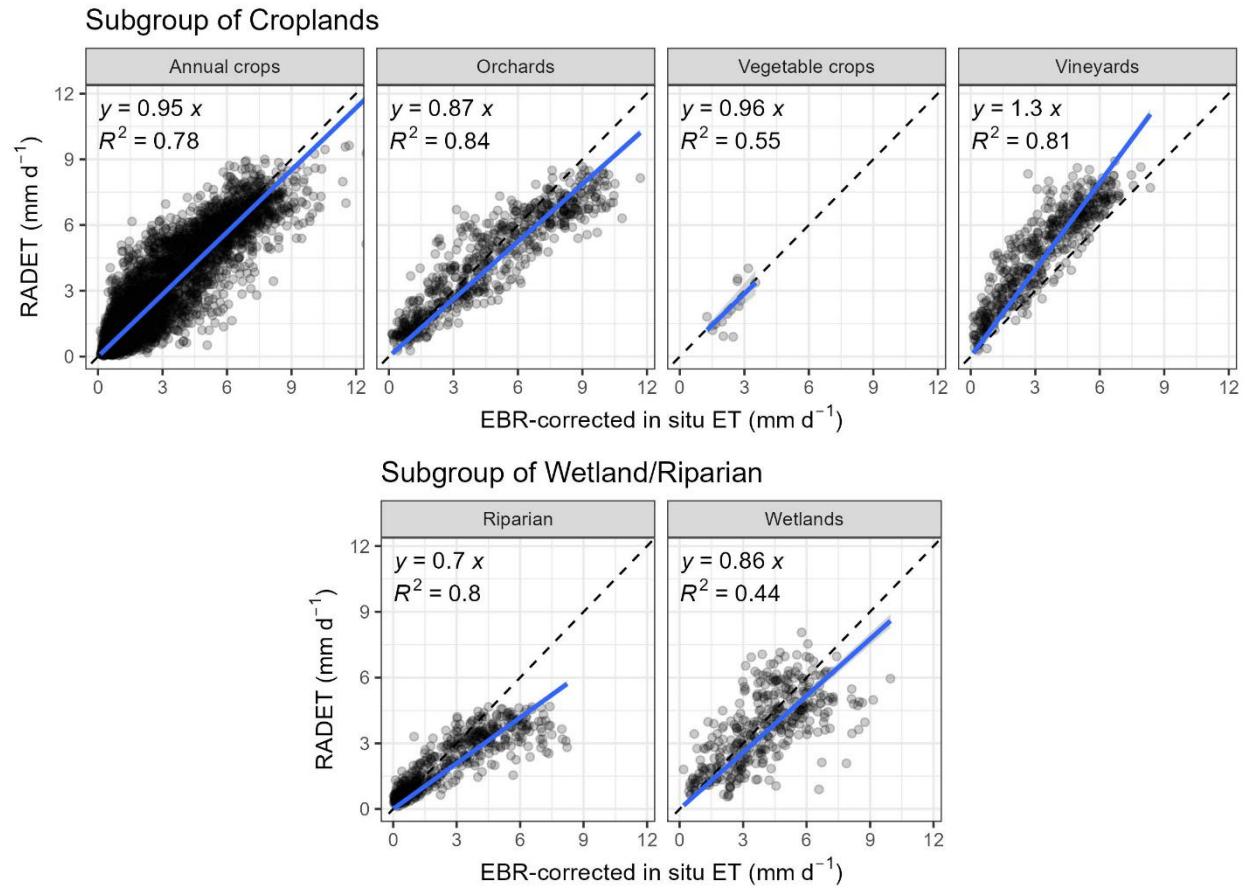 Subgroup of Croplands
Annual crops Orchards Vegetable crops Vineyards
y = 0.95 x y = 0.87 x y = 0.96 x y = 1.3 x
R² = 0.78 R² = 0.84 R² = 0.55 R² = 0.81
12
9
6
3
0
RADET (mm d⁻¹)
0 3 6 9 12 0 3 6 9 12 0 3 6 9 12 0 3 6 9 12
EBR-corrected in situ ET (mm d⁻¹)
Subgroup of Wetland/Riparian
Riparian Wetlands
y = 0.7 x y = 0.86 x
R² = 0.8 R² = 0.44
12
9
6
3
0
RADET (mm d⁻¹)
0 3 6 9 12 0 3 6 9 12
EBR-corrected in situ ET (mm d⁻¹)